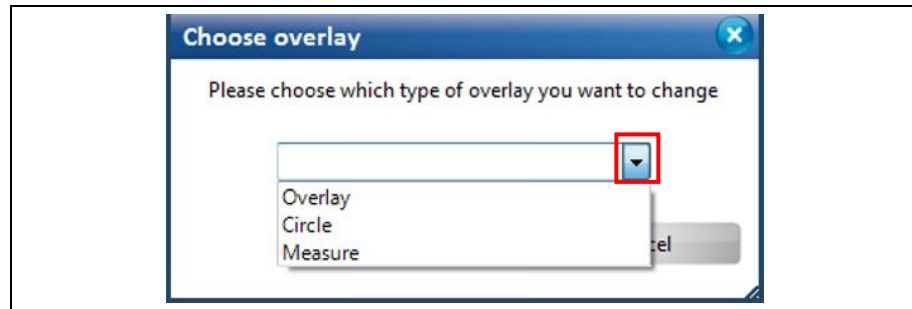 Choose overlay
Please choose which type of overlay you want to change
Overlay
Circle
Measure